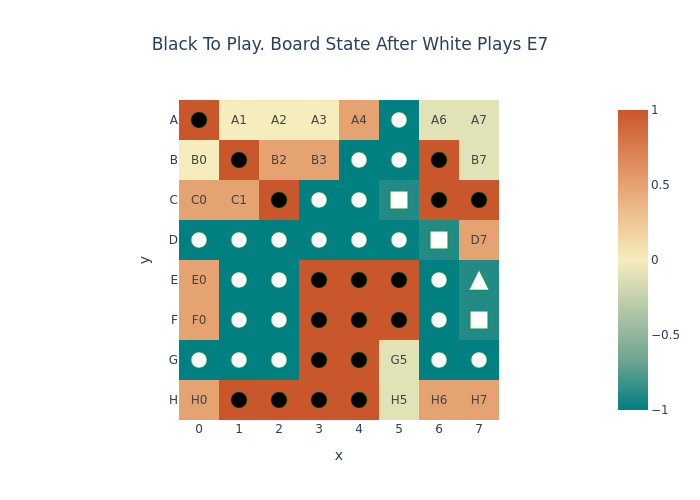 Black To Play. Board State After White Plays E7
A A1 A2 A3 A4 A6 A7
B B0 B2 B3 B7
C C0 C1
D D7
E E0
F F0
G G5
H H0 H5 H6 H7
0 1 2 3 4 5 6 7
x
y
1
0.5
0
−0.5
−1